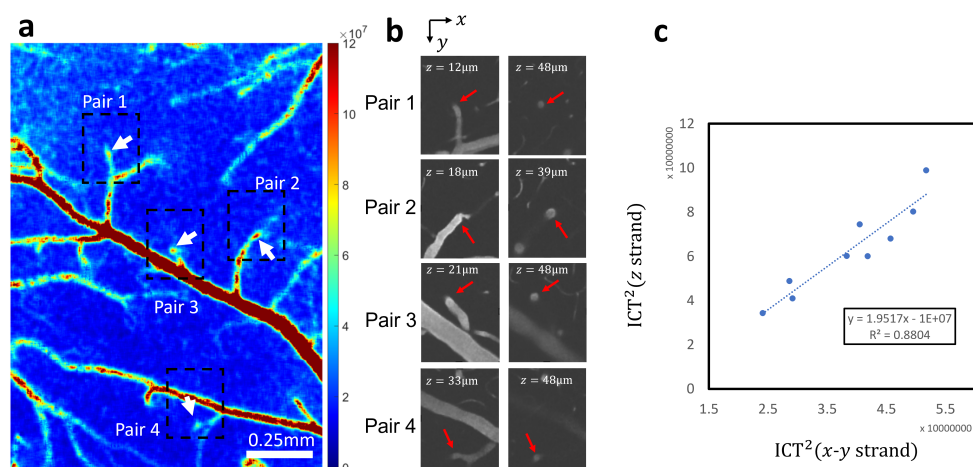 a
× 10⁷
12
10
8
6
4
2
0
Pair 1
Pair 2
Pair 3
Pair 4
0.25mm
b
x
y
Pair 1
z = 12μm
z = 48μm
Pair 2
z = 18μm
z = 39μm
Pair 3
z = 21μm
z = 48μm
Pair 4
z = 33μm
z = 48μm
c
x 10000000
ICT²(z strand)
12
10
8
6
4
2
0
y = 1.9517x - 1E+07
R² = 0.8804
1.5
2.5
3.5
4.5
5.5
x 10000000
ICT²(x-y strand)